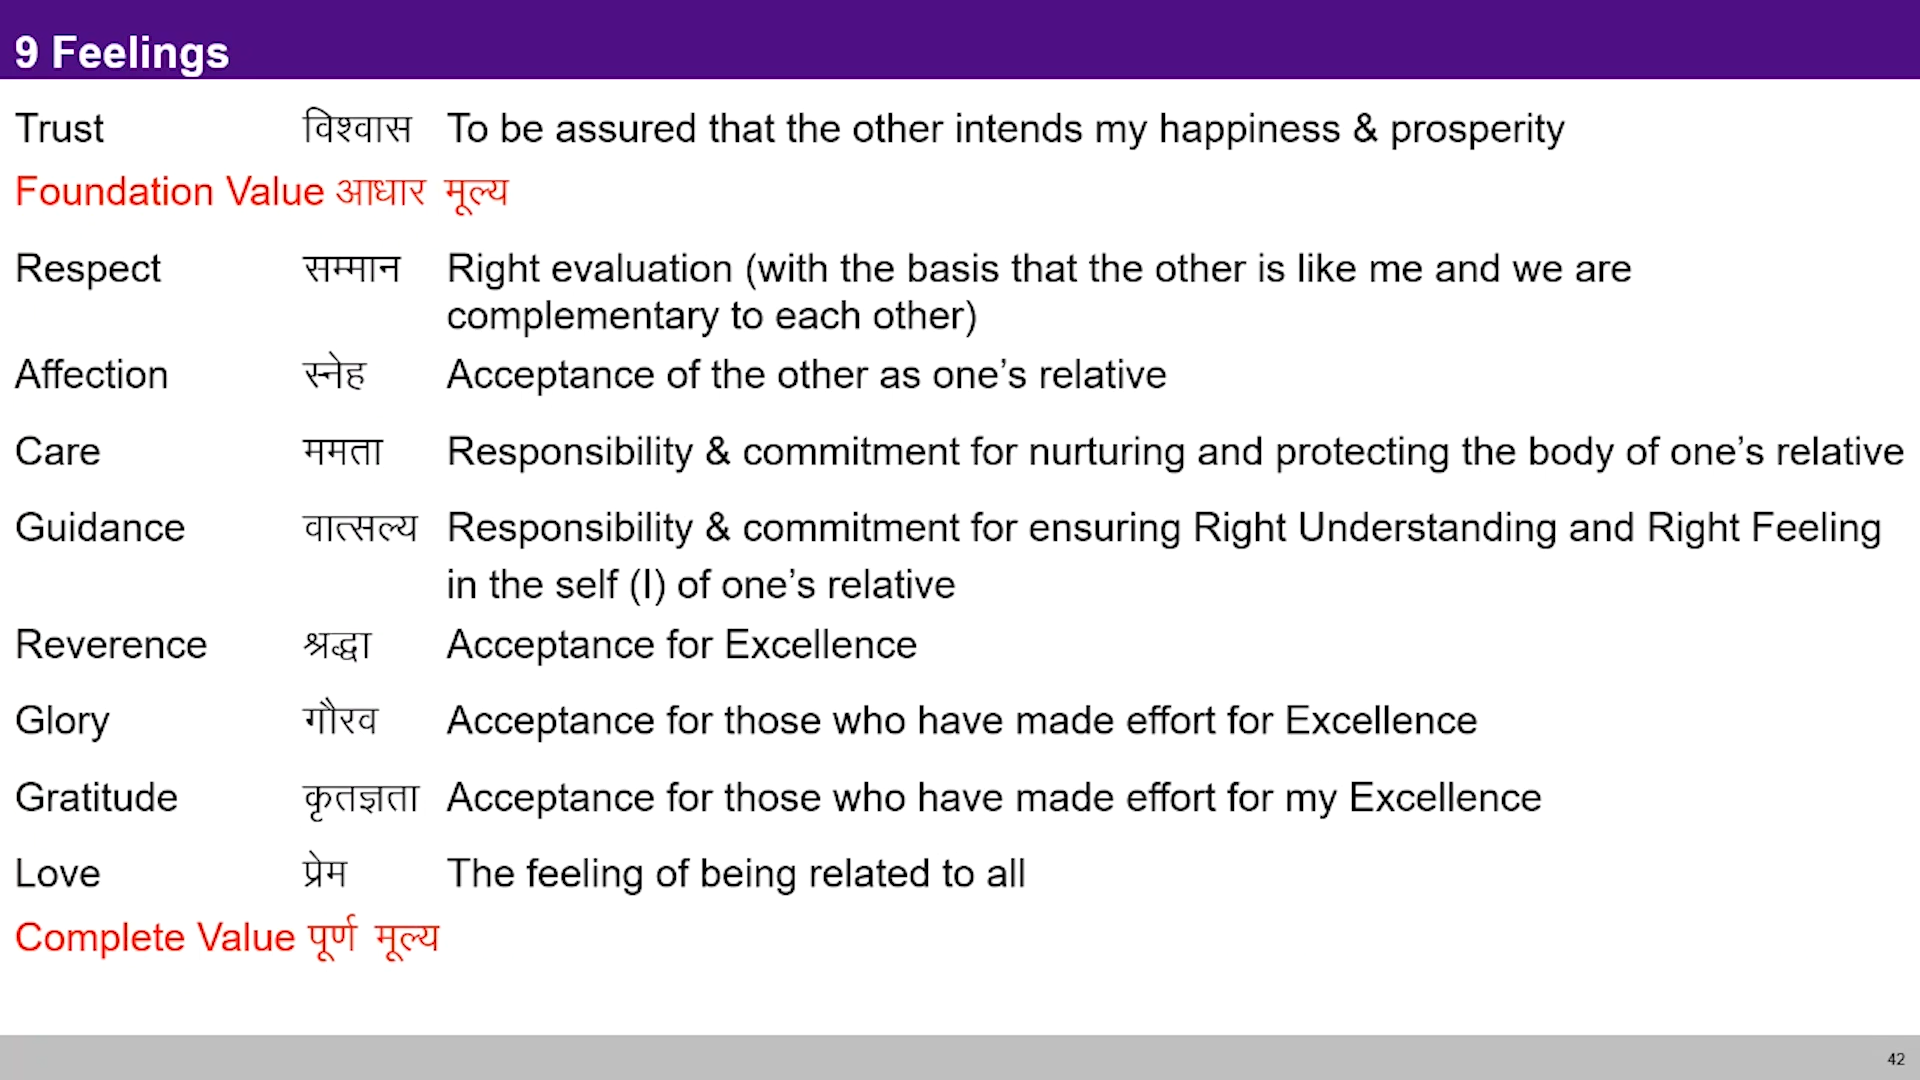 9 Feelings
Trust विश्वास To be assured that the other intends my happiness & prosperity
Foundation Value आधार मूल्य
Respect सम्मान Right evaluation (with the basis that the other is like me and we are
complementary to each other)
Affection स्नेह Acceptance of the other as one’s relative
Care ममता Responsibility & commitment for nurturing and protecting the body of one’s relative
Guidance वात्सल्य Responsibility & commitment for ensuring Right Understanding and Right Feeling
in the self (I) of one’s relative
Reverence श्रद्धा Acceptance for Excellence
Glory गौरव Acceptance for those who have made effort for Excellence
Gratitude कृतज्ञता Acceptance for those who have made effort for my Excellence
Love प्रेम The feeling of being related to all
Complete Value पूर्ण मूल्य
42